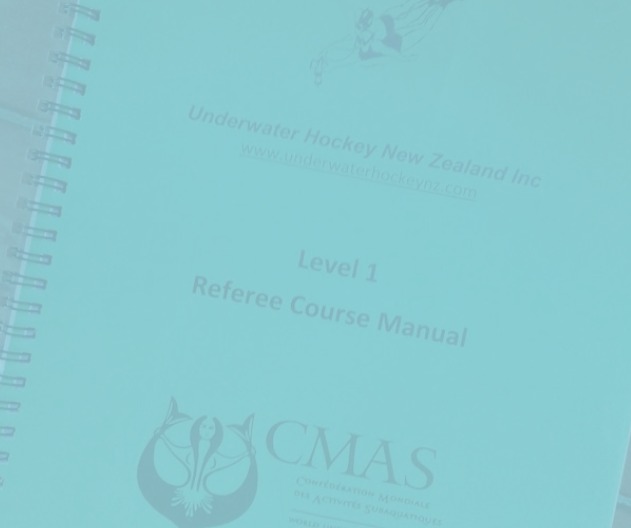 Underwater Hockey New Zealand Inc
www.underwaterhockeynz.com
Level 1
Referee Course Manual
CMAS
Confédération Mondiale
des Activités Subaquatiques
WORLD